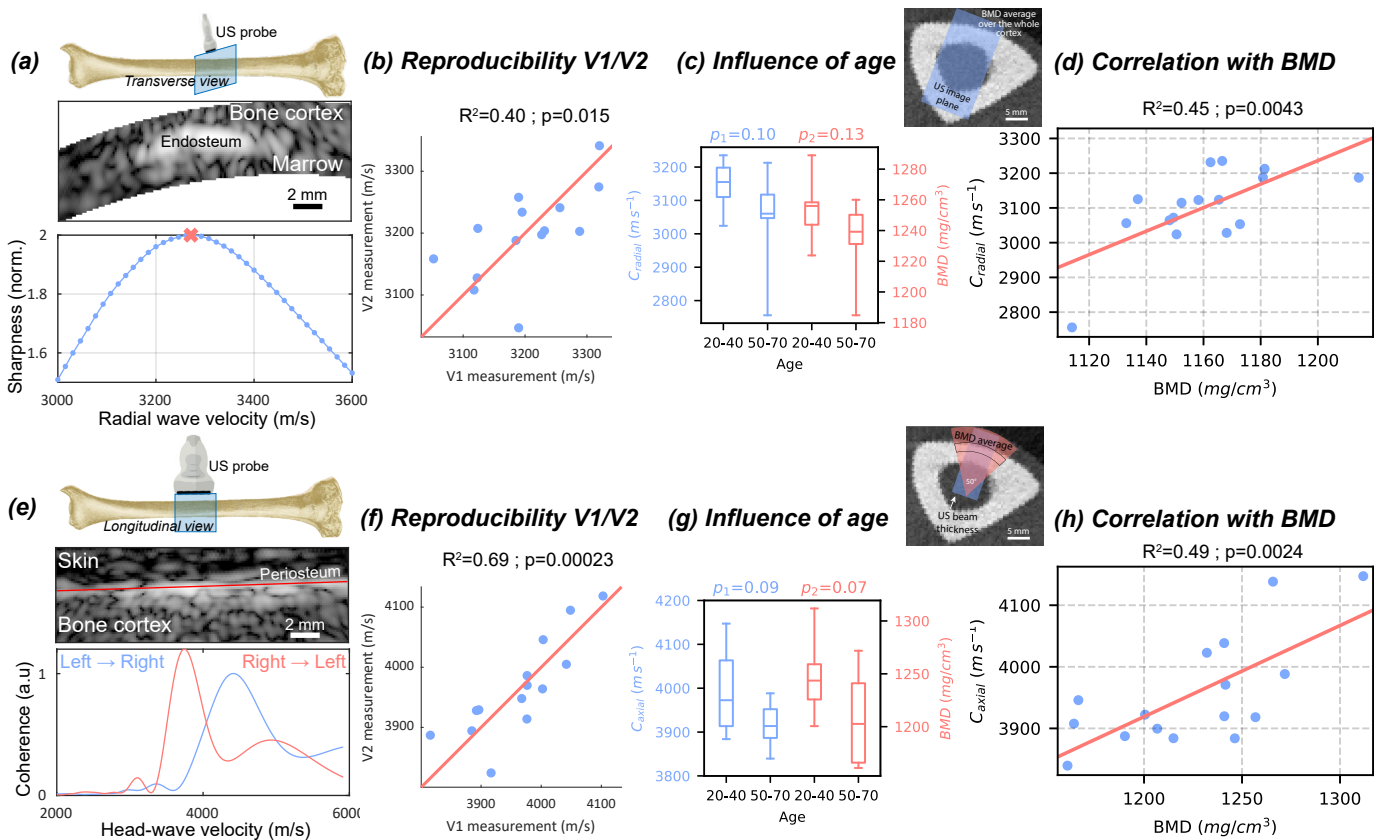 (a)
US probe
Transverse view
Bone cortex
Endosteum
Marrow
2 mm
Sharpness (norm.)
2
1.8
1.6
3000 3200 3400 3600
Radial wave velocity (m/s)
(b) Reproducibility V1/V2
R²=0.40 ; p=0.015
V2 measurement (m/s)
3300
3200
3100
3100 3200 3300
V1 measurement (m/s)
(c) Influence of age
p₁=0.10 p₂=0.13
C_radial (m s⁻¹)
3200
3100
3000
2900
2800
BMD (mg/cm³)
1280
1260
1240
1220
1200
1180
20-40 50-70 20-40 50-70
Age
BMD average
over the whole
cortex
US image
plane
5 mm
(d) Correlation with BMD
R²=0.45 ; p=0.0043
C_radial (m s⁻¹)
3300
3200
3100
3000
2900
2800
1120 1140 1160 1180 1200
BMD (mg/cm³)
(e)
US probe
Longitudinal view
Skin
Periosteum
Bone cortex
2 mm
Left → Right Right → Left
Coherence (a.u)
1
0
2000 4000 6000
Head-wave velocity (m/s)
(f) Reproducibility V1/V2
R²=0.69 ; p=0.00023
V2 measurement (m/s)
4100
4000
3900
3900 4000 4100
V1 measurement (m/s)
(g) Influence of age
p₁=0.09 p₂=0.07
C_axial (m s⁻¹)
4200
4100
4000
3900
3800
BMD (mg/cm³)
1300
1250
1200
20-40 50-70 20-40 50-70
Age
BMD average
50°
US beam
thickness
5 mm
(h) Correlation with BMD
R²=0.49 ; p=0.0024
C_axial (m s⁻¹)
4100
4000
3900
1200 1250 1300
BMD (mg/cm³)